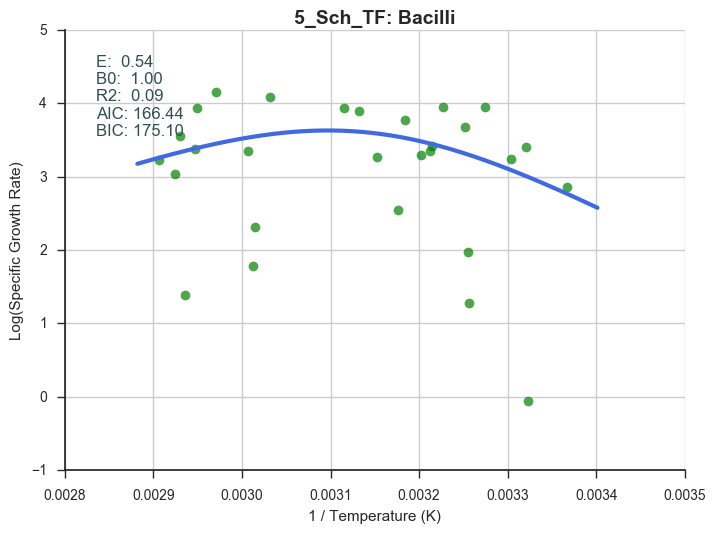 5_Sch_TF: Bacilli
E: 0.54
B0: 1.00
R2: 0.09
AIC: 166.44
BIC: 175.10
Log(Specific Growth Rate)
5
4
3
2
1
0
−1
0.0028 0.0029 0.0030 0.0031 0.0032 0.0033 0.0034 0.0035
1 / Temperature (K)